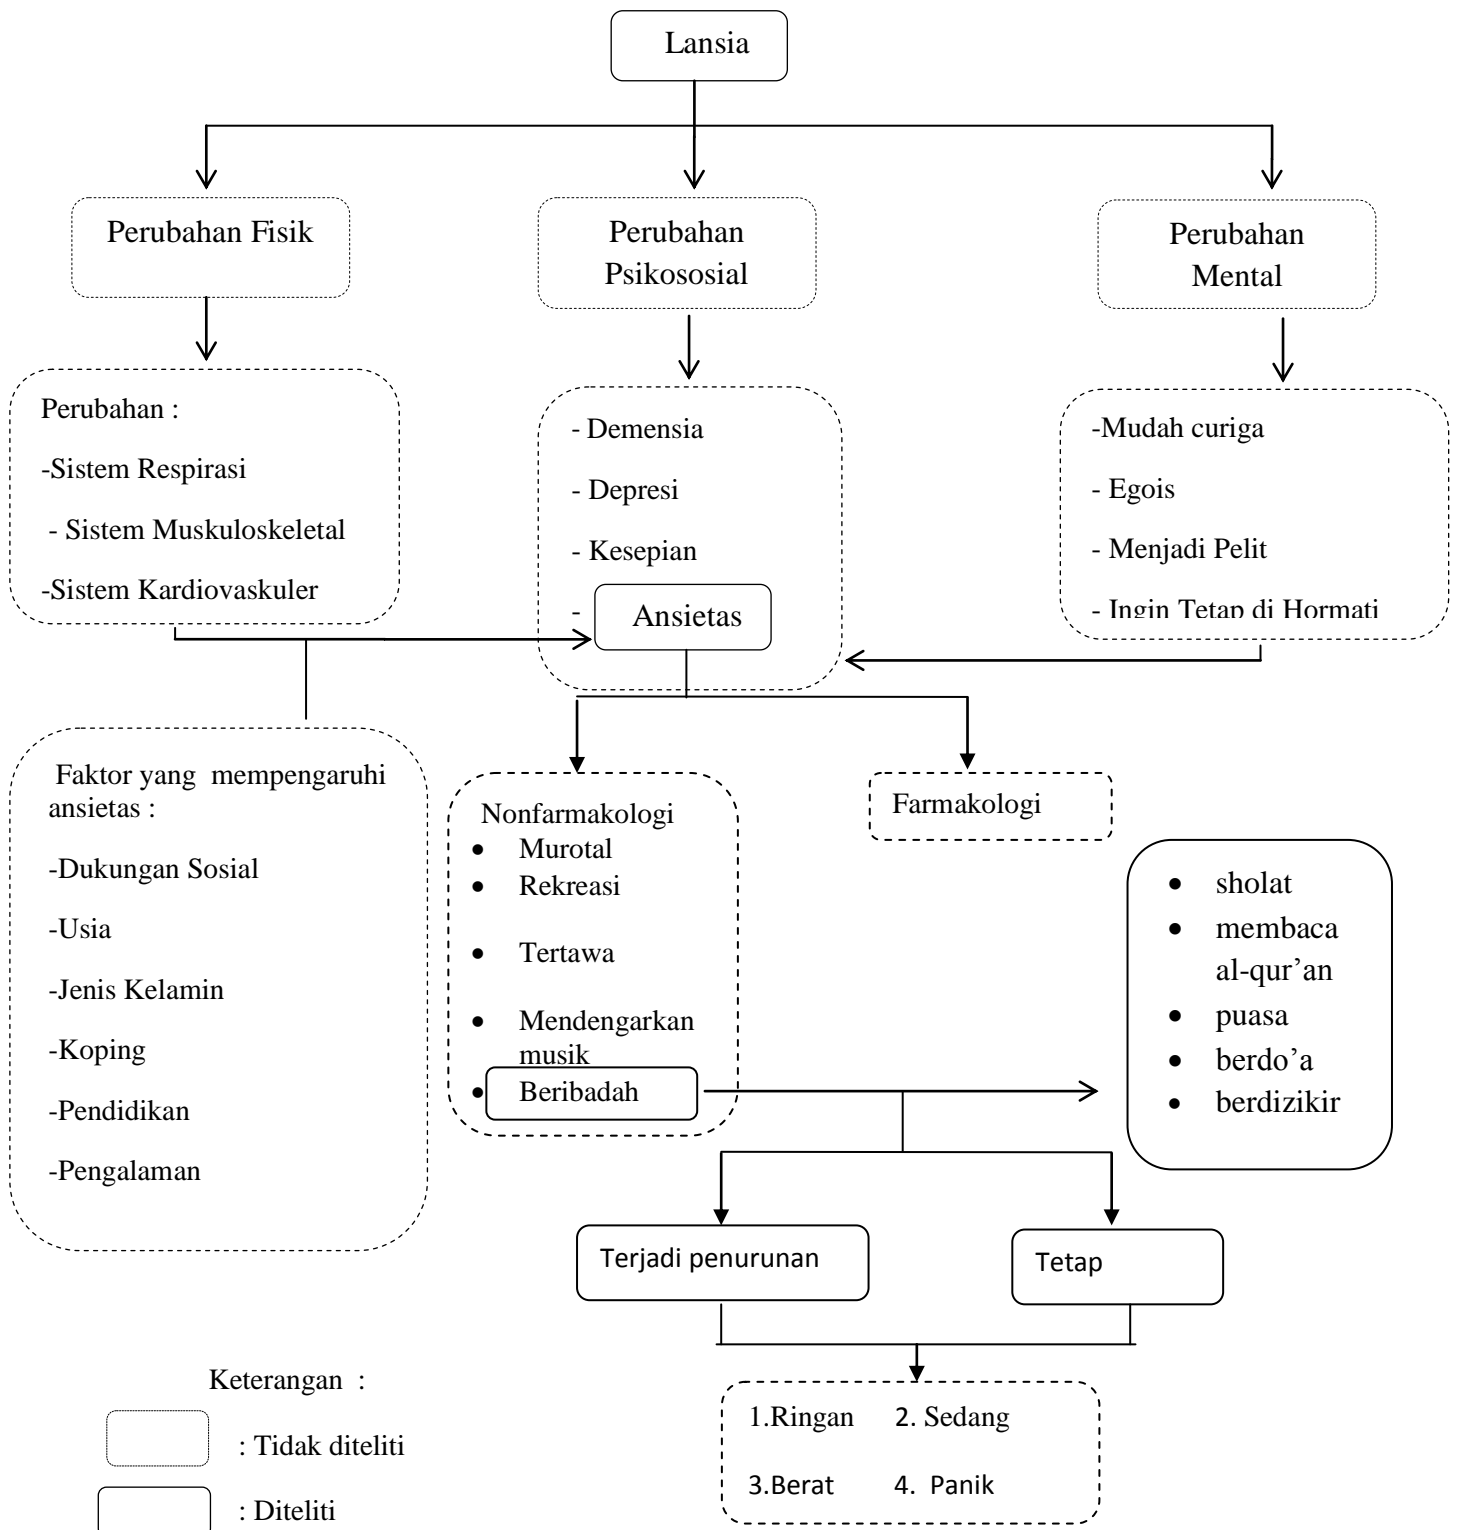 Lansia
Perubahan Fisik
Perubahan
Psikososial
Perubahan
Mental
Perubahan :
-Sistem Respirasi
- Sistem Muskuloskeletal
-Sistem Kardiovaskuler
- Demensia
- Depresi
- Kesepian
-
Ansietas
-Mudah curiga
- Egois
- Menjadi Pelit
- Ingin Tetap di Hormati
Faktor yang mempengaruhi
ansietas :
-Dukungan Sosial
-Usia
-Jenis Kelamin
-Koping
-Pendidikan
-Pengalaman
Nonfarmakologi
• Murotal
• Rekreasi
• Tertawa
• Mendengarkan
musik
• Beribadah
Farmakologi
• sholat
• membaca
al-qur’an
• puasa
• berdo’a
• berdizikir
Terjadi penurunan
Tetap
1.Ringan 2. Sedang
3.Berat 4. Panik
Keterangan :
: Tidak diteliti
: Diteliti